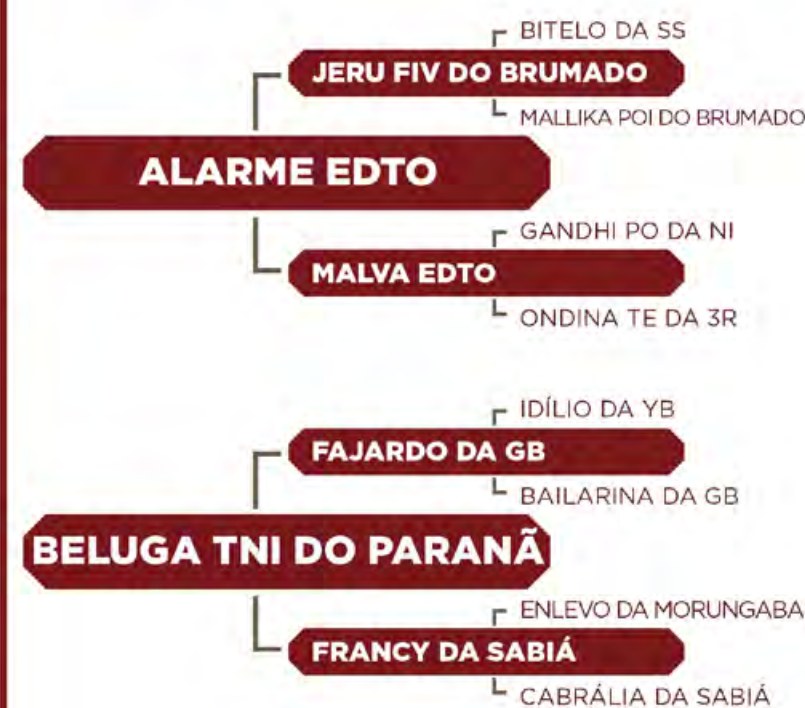 BITELO DA SS
JERU FIV DO BRUMADO
MALLIKA POI DO BRUMADO
ALARME EDTO
GANDHI PO DA NI
MALVA EDTO
ONDINA TE DA 3R
IDÍLIO DA YB
FAJARDO DA GB
BAILARINA DA GB
BELUGA TNI DO PARANÃ
ENLEVO DA MORUNGABA
FRANCY DA SABIÁ
CABRÁLIA DA SABIÁ